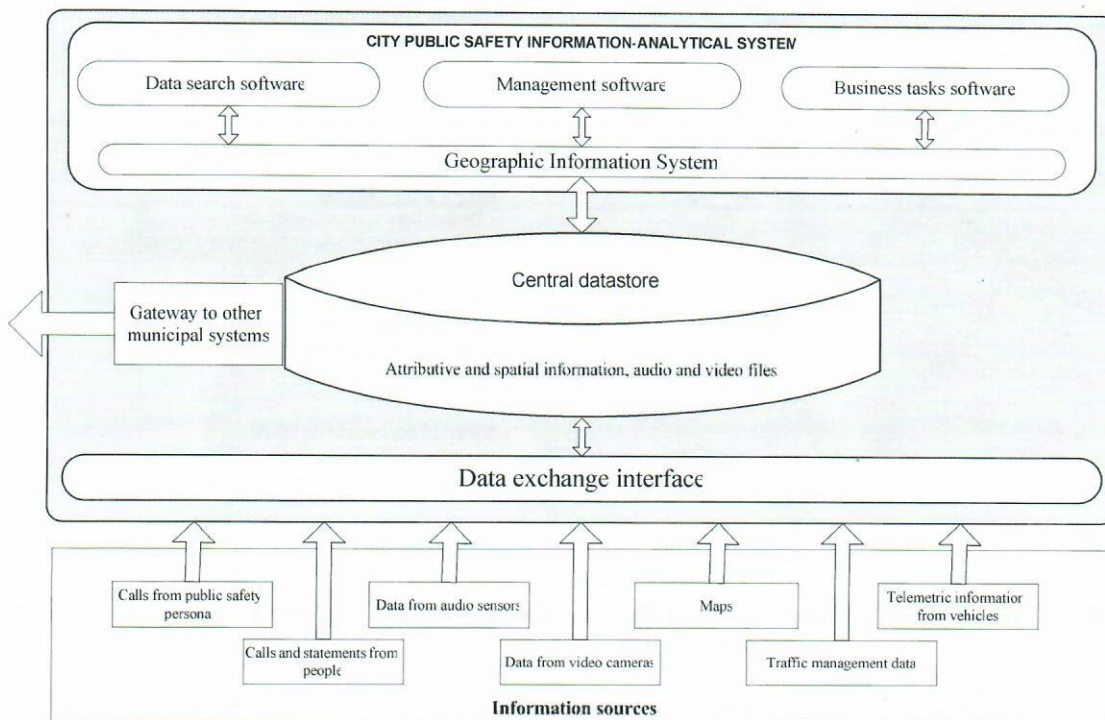 CITY PUBLIC SAFETY INFORMATION-ANALYTICAL SYSTEM
Data search software
Management software
Business tasks software
Geographic Information System
Central datastore
Gateway to other
municipal systems
Attributive and spatial information, audio and video files
Data exchange interface
Calls from public safety
persona
Data from audio sensors
Maps
Telemetric information
from vehicles
Calls and statements from
people
Data from video cameras
Traffic management data
Information sources